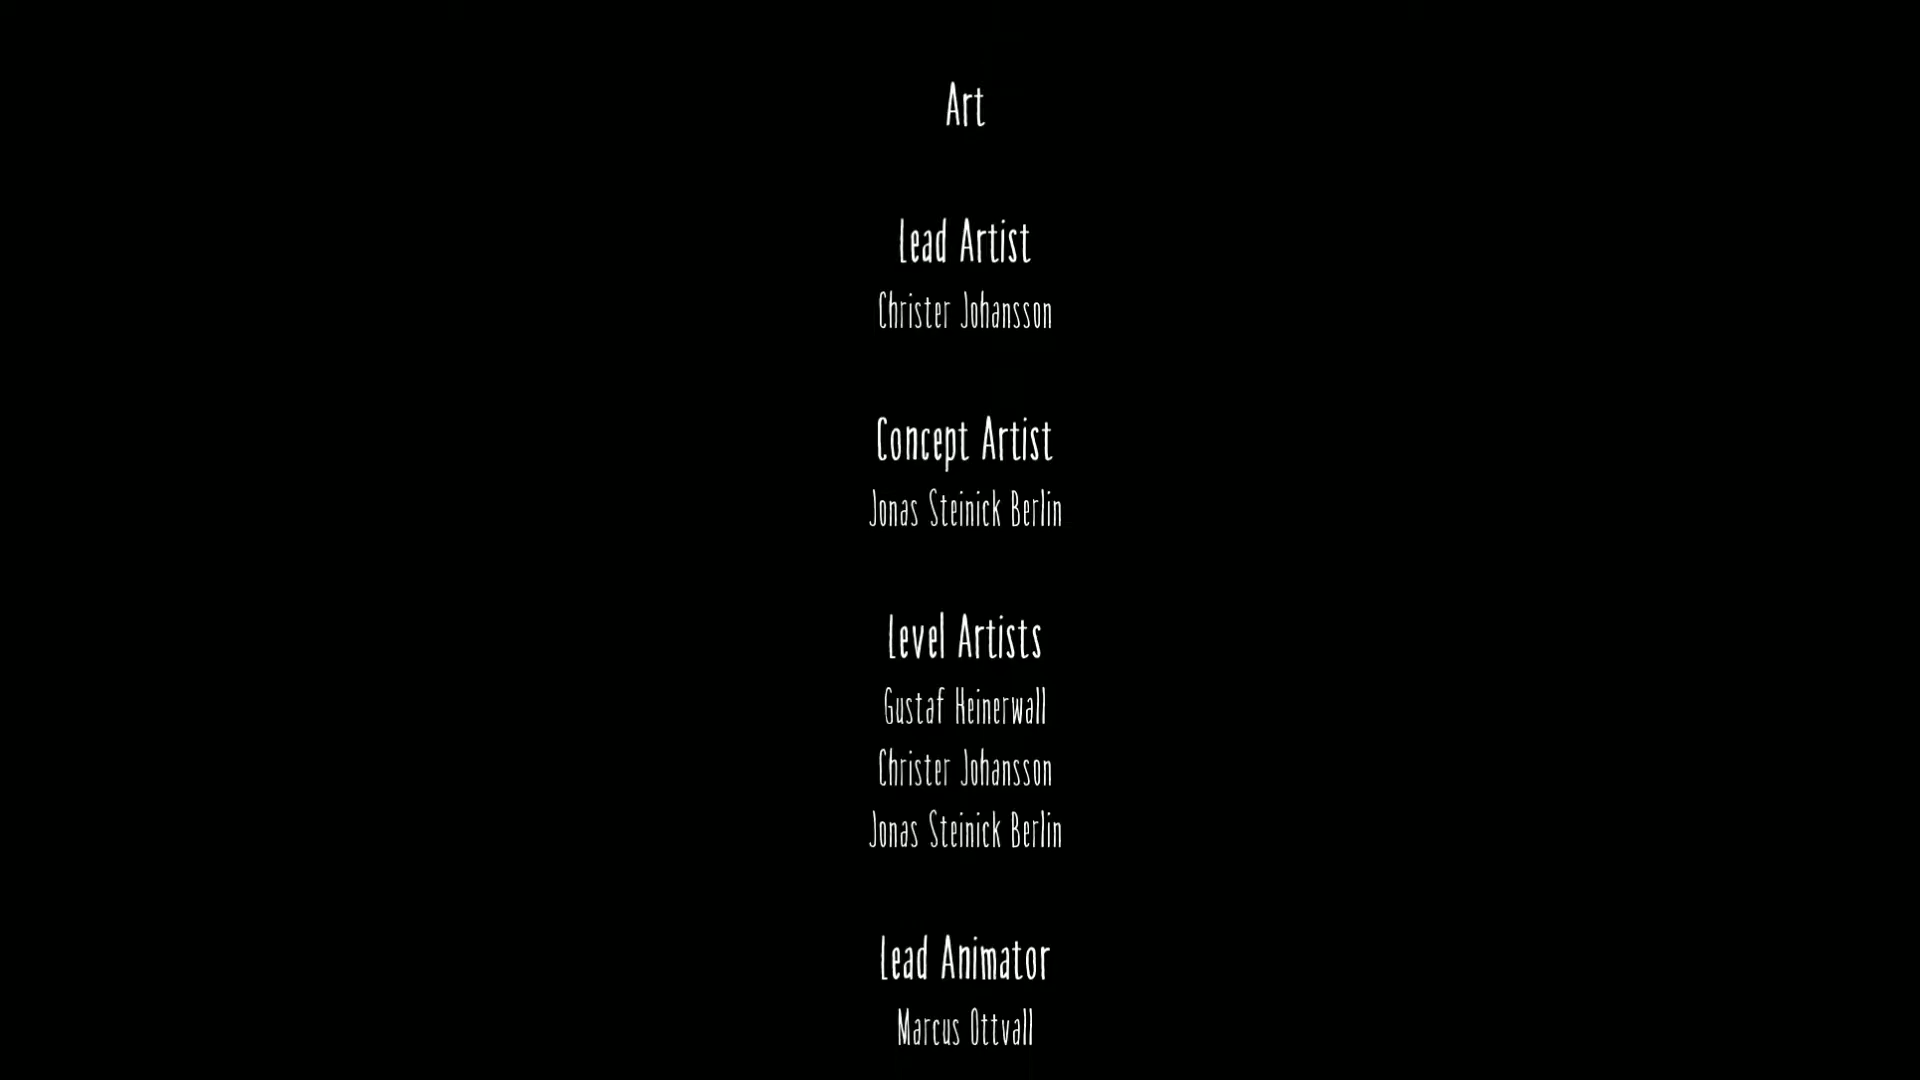 Art
Lead Artist
Christer Johansson
Concept Artist
Jonas Steinick Berlin
Level Artists
Gustaf Heinerwall
Christer Johansson
Jonas Steinick Berlin
Lead Animator
Marcus Ottvall